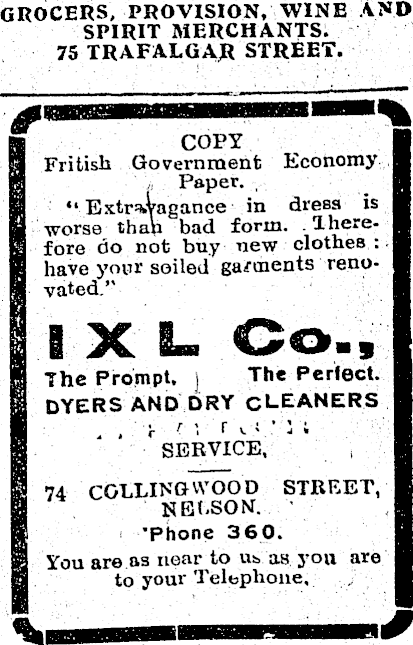 GROCERS, PROVISION, WINE AND
SPIRIT MERCHANTS.
75 TRAFALGAR STREET.
COPY
Fritish Government Economy
Paper.
"Extravagance in dress is
worse than bad form. There-
fore do not buy new clothes :
have your soiled garments reno-
vated."
IXL Co.,
The Prompt, The Perfect.
DYERS AND DRY CLEANERS
SERVICE,
74 COLLINGWOOD STREET,
NELSON.
'Phone 360.
You are as near to us as you are
to your Telephone.